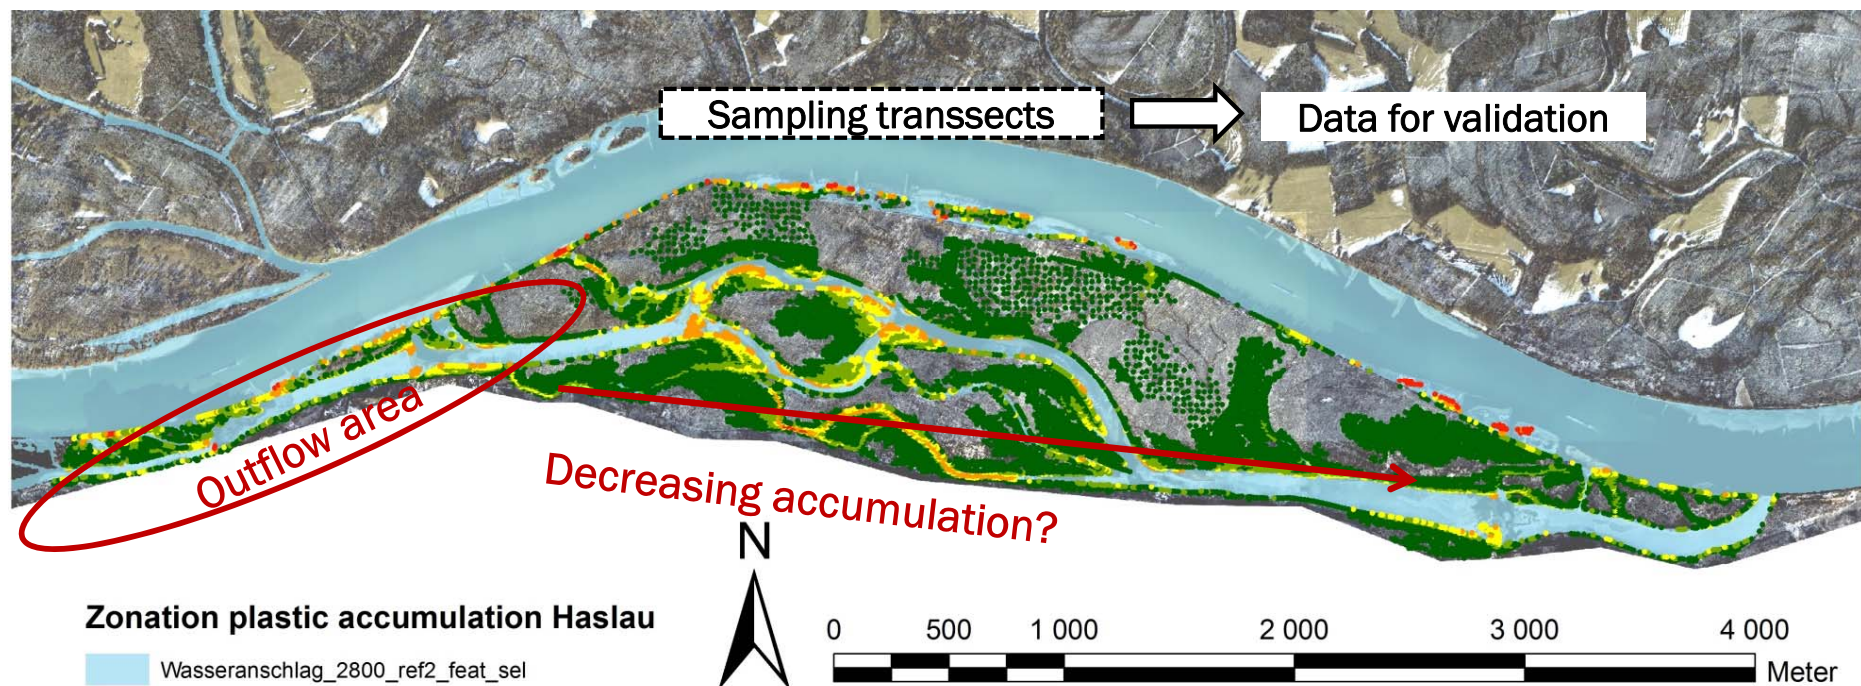 Sampling transsects
Data for validation
Outflow area
Decreasing accumulation?
N
Zonation plastic accumulation Haslau
Wasseranschlag_2800_ref2_feat_sel
0 500 1 000 2 000 3 000 4 000
Meter